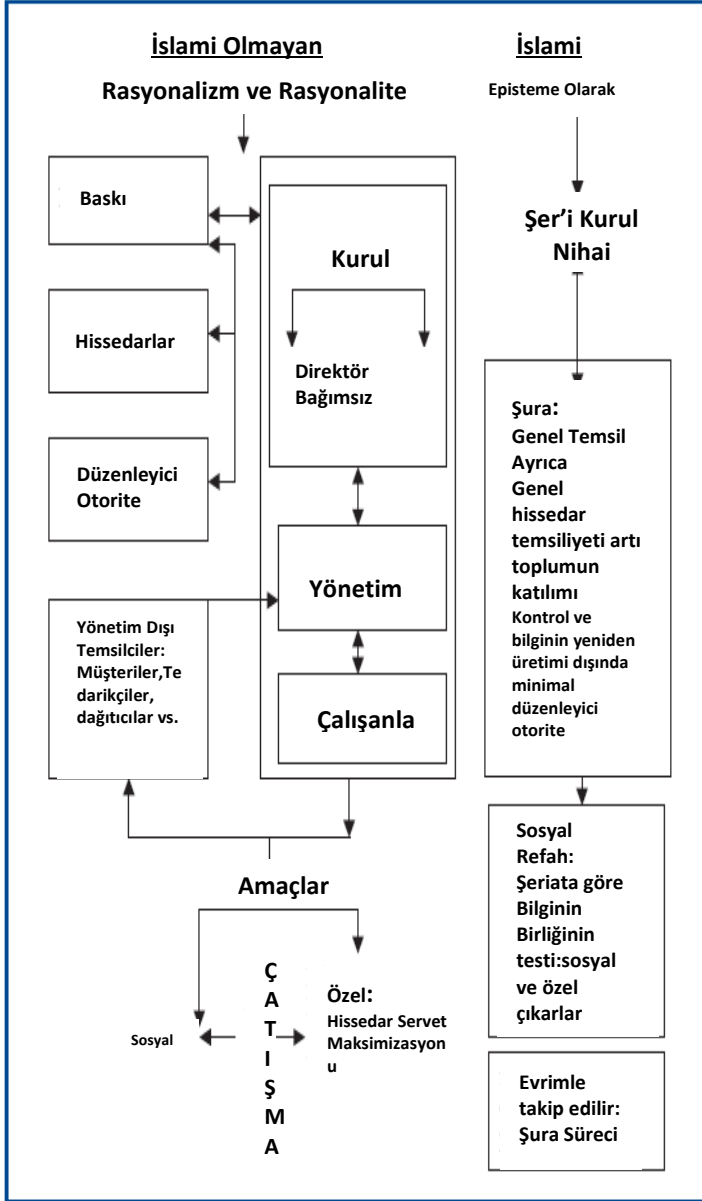 İslami Olmayan
Rasyonalizm ve Rasyonalite
Baskı
Hissedarlar
Düzenleyici
Otorite
Yönetim Dışı
Temsilciler:
Müşteriler,Te
darikçiler,
dağıtıcılar vs.
Kurul
Direktör
Bağımsız
Yönetim
Çalışanla
Amaçlar
Sosyal
Ç
A
T
I
Ş
M
A
Özel:
Hissedar Servet
Maksimizasyon
u
İslami
Episteme Olarak
Şer’i Kurul
Nihai
Şura:
Genel Temsil
Ayrıca
Genel
hissedar
temsiliyeti artı
toplumun
katılımı
Kontrol ve
bilginin yeniden
üretimi dışında
minimal
düzenleyici
otorite
Sosyal
Refah:
Şeriata göre
Bilginin
Birliğinin
testi:sosyal
ve özel
çıkarlar
Evrimle
takip edilir:
Şura Süreci